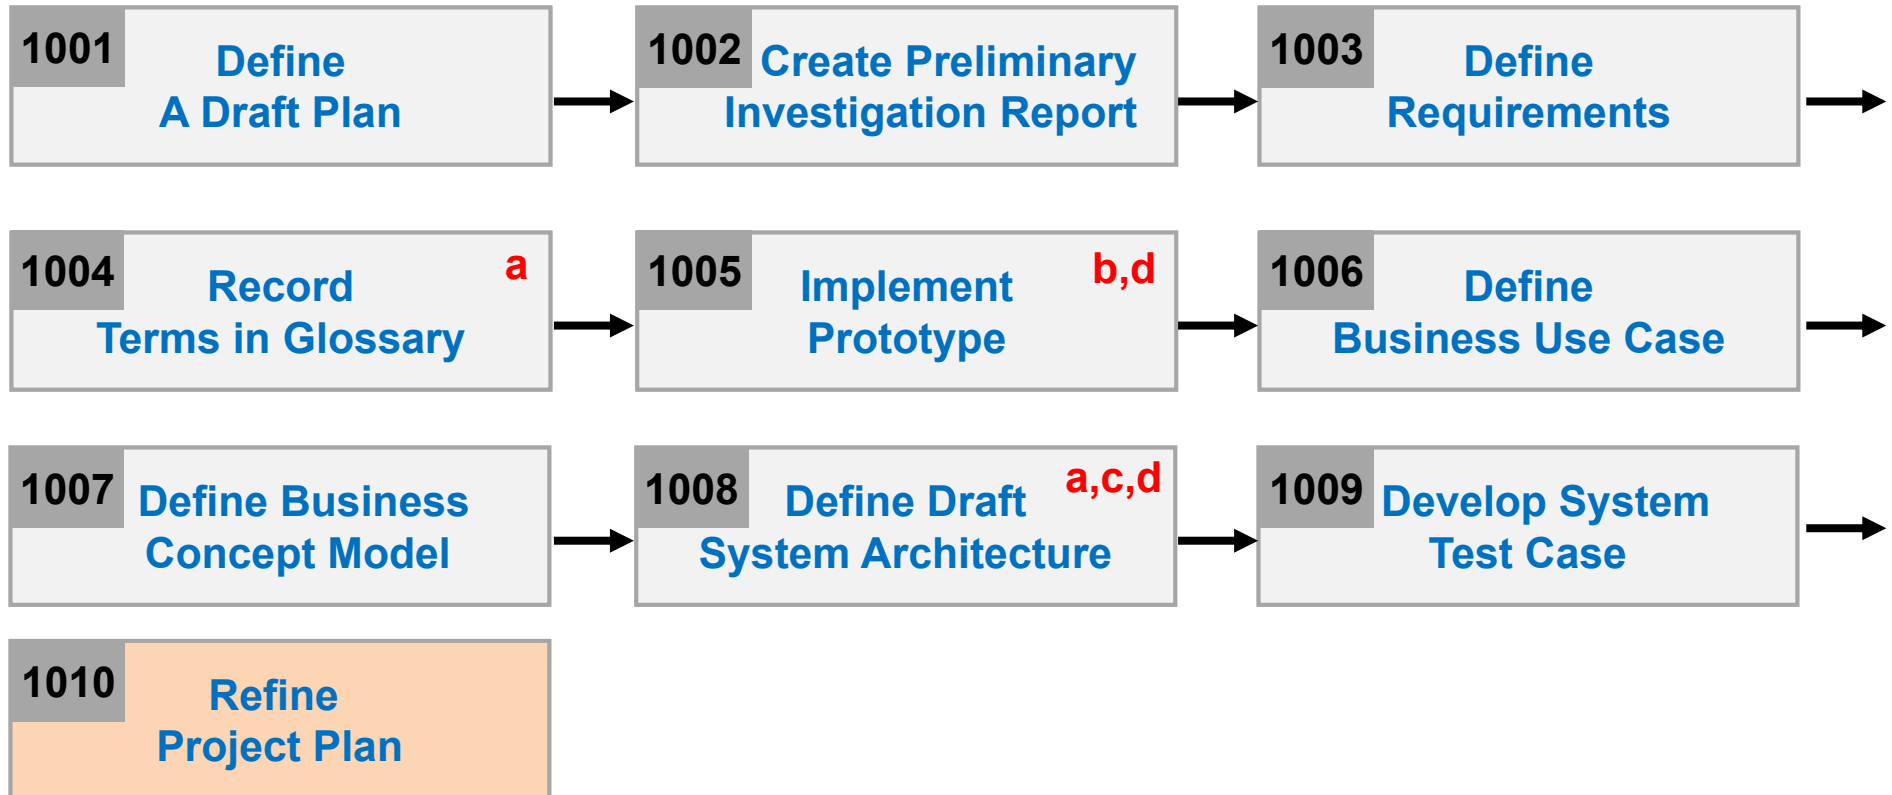 1001
Define
A Draft Plan
1002
Create Preliminary
Investigation Report
1003
Define
Requirements
1004
a
Record
Terms in Glossary
1005
b,d
Implement
Prototype
1006
Define
Business Use Case
1007
Define Business
Concept Model
1008
a,c,d
Define Draft
System Architecture
1009
Develop System
Test Case
1010
Refine
Project Plan